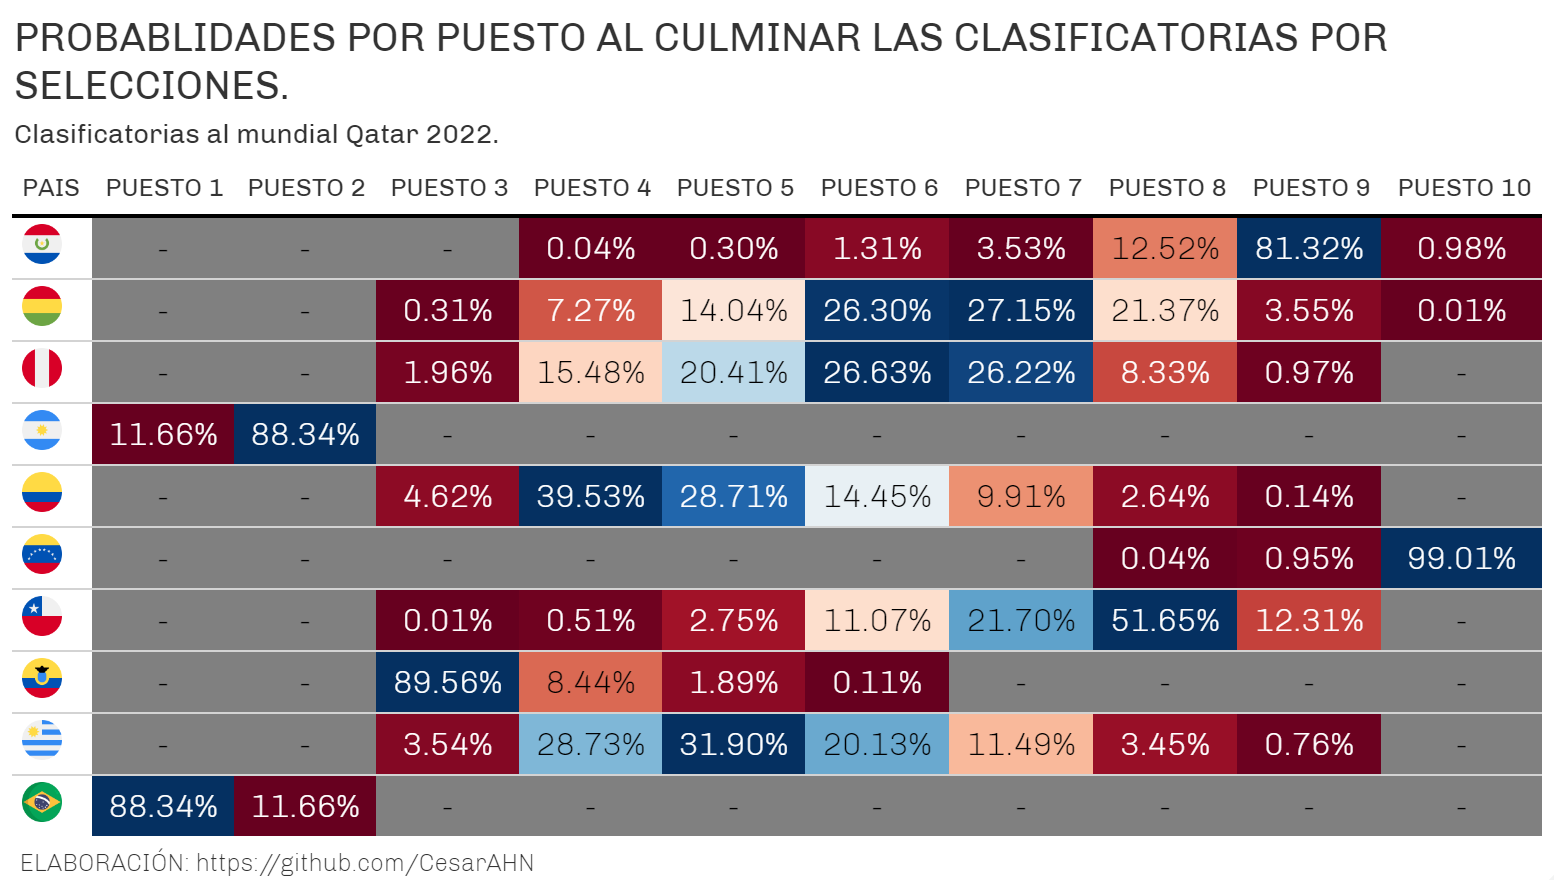 PROBABLIDADES POR PUESTO AL CULMINAR LAS CLASIFICATORIAS POR
SELECCIONES.
Clasificatorias al mundial Qatar 2022.
PAIS PUESTO 1 PUESTO 2 PUESTO 3 PUESTO 4 PUESTO 5 PUESTO 6 PUESTO 7 PUESTO 8 PUESTO 9 PUESTO 10
- - - 0.04% 0.30% 1.31% 3.53% 12.52% 81.32% 0.98%
- - 0.31% 7.27% 14.04% 26.30% 27.15% 21.37% 3.55% 0.01%
- - 1.96% 15.48% 20.41% 26.63% 26.22% 8.33% 0.97% -
11.66% 88.34% - - - - - - - -
- - 4.62% 39.53% 28.71% 14.45% 9.91% 2.64% 0.14% -
- - - - - - - 0.04% 0.95% 99.01%
- - 0.01% 0.51% 2.75% 11.07% 21.70% 51.65% 12.31% -
- - 89.56% 8.44% 1.89% 0.11% - - - -
- - 3.54% 28.73% 31.90% 20.13% 11.49% 3.45% 0.76% -
88.34% 11.66% - - - - - - - -
ELABORACIÓN: https://github.com/CesarAHN